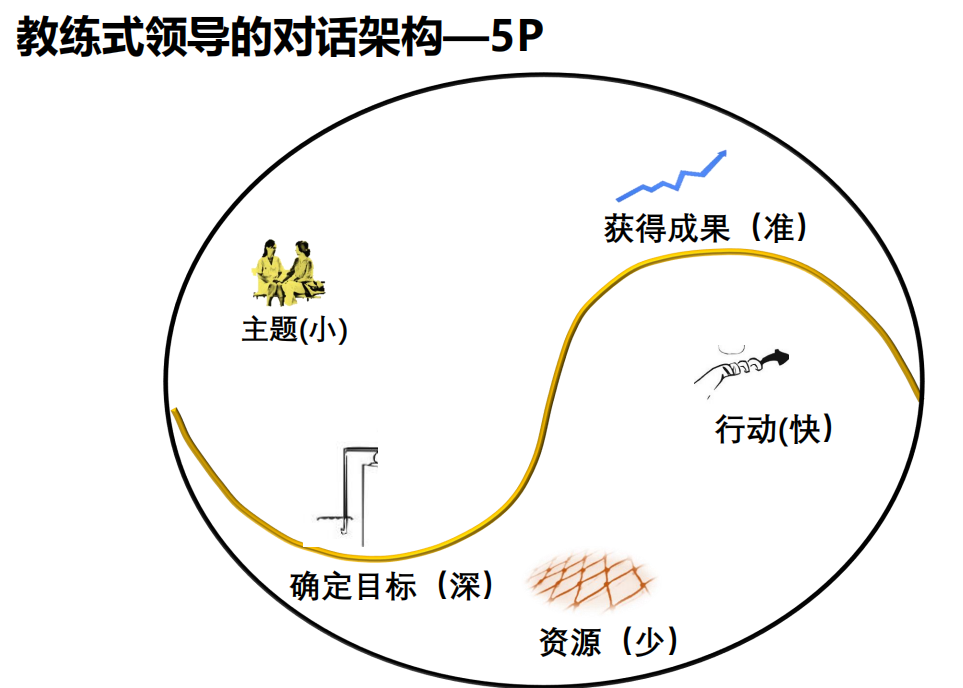 教练式领导的对话架构—5P
获得成果（准）
主题(小)
行动(快）
确定目标（深）
资源（少）